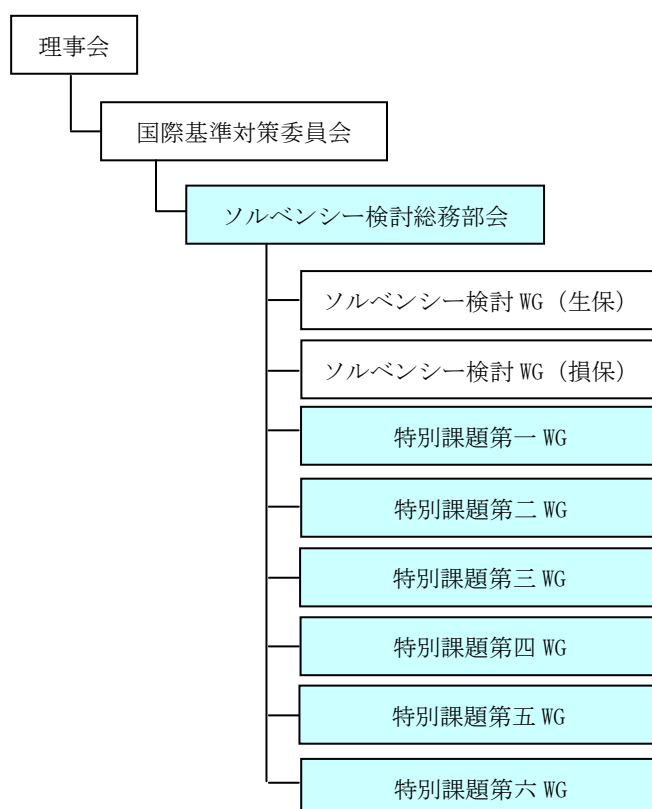 理事会
国際基準対策委員会
ソルベンシー検討総務部会
ソルベンシー検討 WG（生保）
ソルベンシー検討 WG（損保）
特別課題第一 WG
特別課題第二 WG
特別課題第三 WG
特別課題第四 WG
特別課題第五 WG
特別課題第六 WG